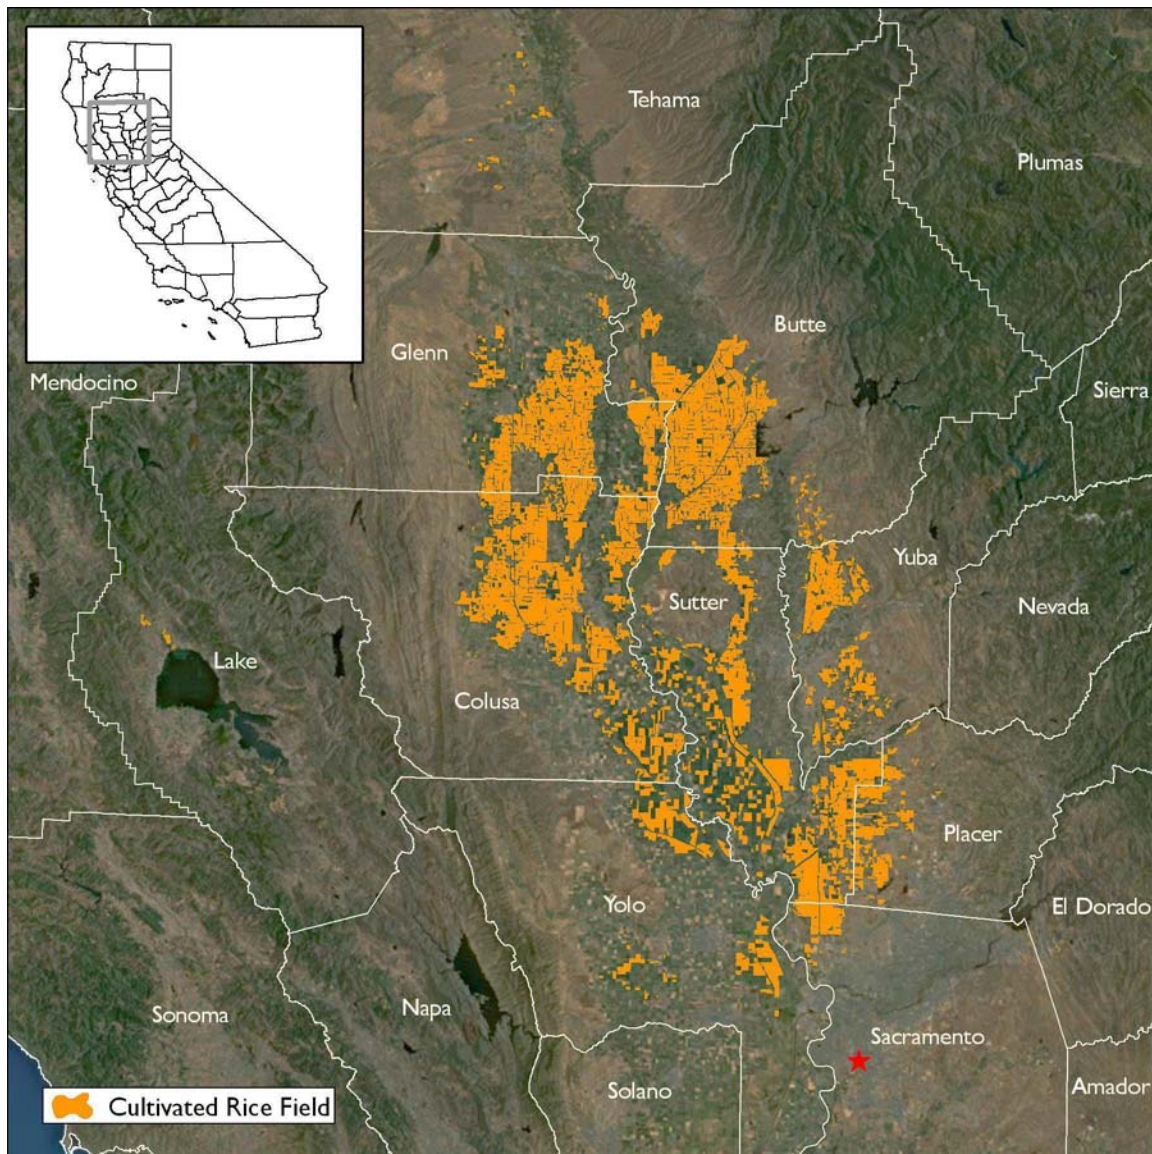 Tehama
Plumas
Butte
Glenn
Mendocino
Sierra
Yuba
Sutter
Nevada
Lake
Colusa
Placer
Yolo
El Dorado
Napa
Sonoma
Sacramento
Solano
Amador
Cultivated Rice Field